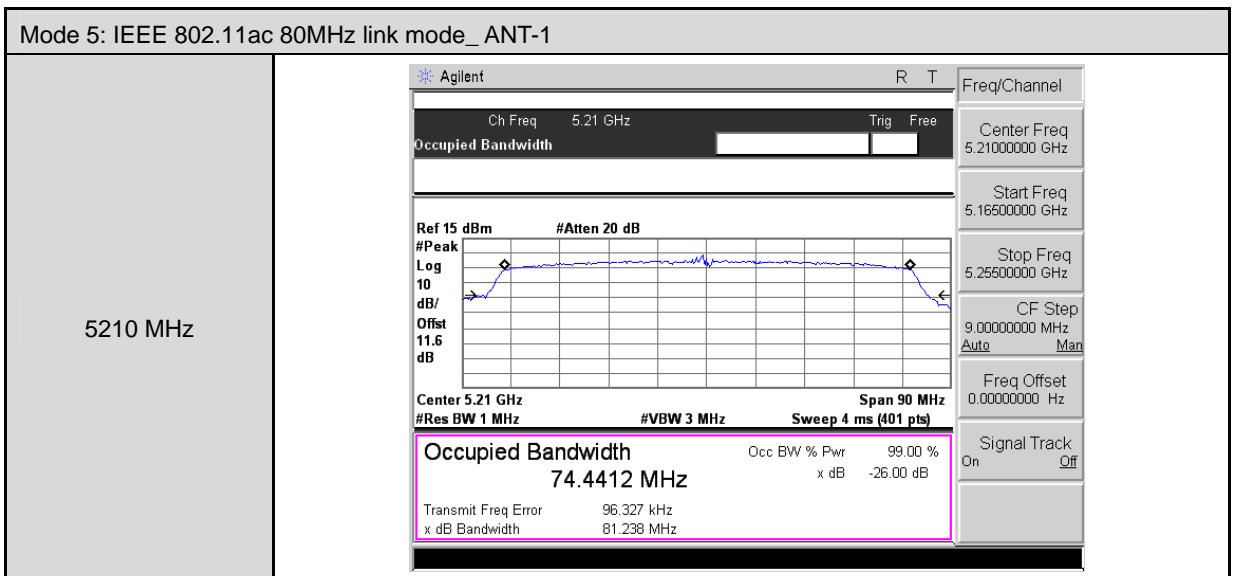 Mode 5: IEEE 802.11ac 80MHz link mode_ ANT-1
5210 MHz
Agilent R T
Ch Freq 5.21 GHz Trig Free
Occupied Bandwidth
Ref 15 dBm #Atten 20 dB
#Peak
Log
10
dB/
Offst
11.6
dB
Center 5.21 GHz Span 90 MHz
#Res BW 1 MHz #VBW 3 MHz Sweep 4 ms (401 pts)
Occupied Bandwidth
74.4412 MHz
Occ BW % Pwr 99.00 %
x dB -26.00 dB
Transmit Freq Error 96.327 kHz
x dB Bandwidth 81.238 MHz
Freq/Channel
Center Freq
5.21000000 GHz
Start Freq
5.16500000 GHz
Stop Freq
5.25500000 GHz
CF Step
9.00000000 MHz
Auto Man
Freq Offset
0.00000000 Hz
Signal Track
On Off